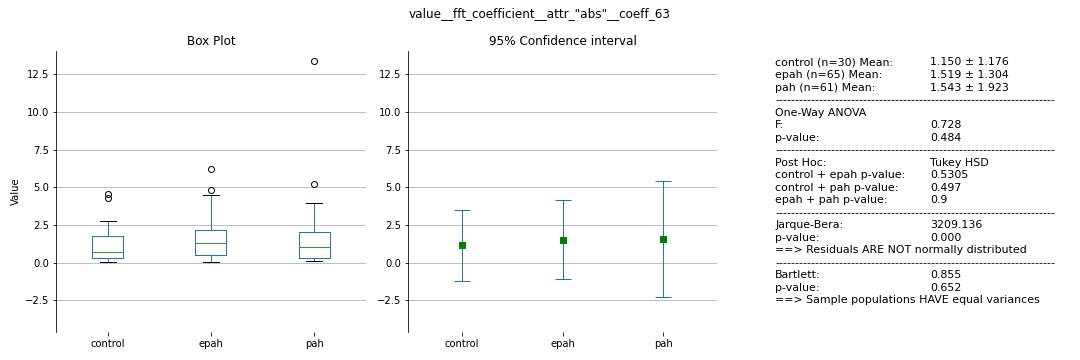 value__fft_coefficient__attr_"abs"__coeff_63
Box Plot
12.5
10.0
7.5
5.0
2.5
0.0
−2.5
Value
control epah pah
95% Confidence interval
12.5
10.0
7.5
5.0
2.5
0.0
−2.5
control epah pah
control (n=30) Mean: 1.150 ± 1.176
epah (n=65) Mean: 1.519 ± 1.304
pah (n=61) Mean: 1.543 ± 1.923
One-Way ANOVA
F: 0.728
p-value: 0.484
Post Hoc: Tukey HSD
control + epah p-value: 0.5305
control + pah p-value: 0.497
epah + pah p-value: 0.9
Jarque-Bera: 3209.136
p-value: 0.000
==> Residuals ARE NOT normally distributed
Bartlett: 0.855
p-value: 0.652
==> Sample populations HAVE equal variances